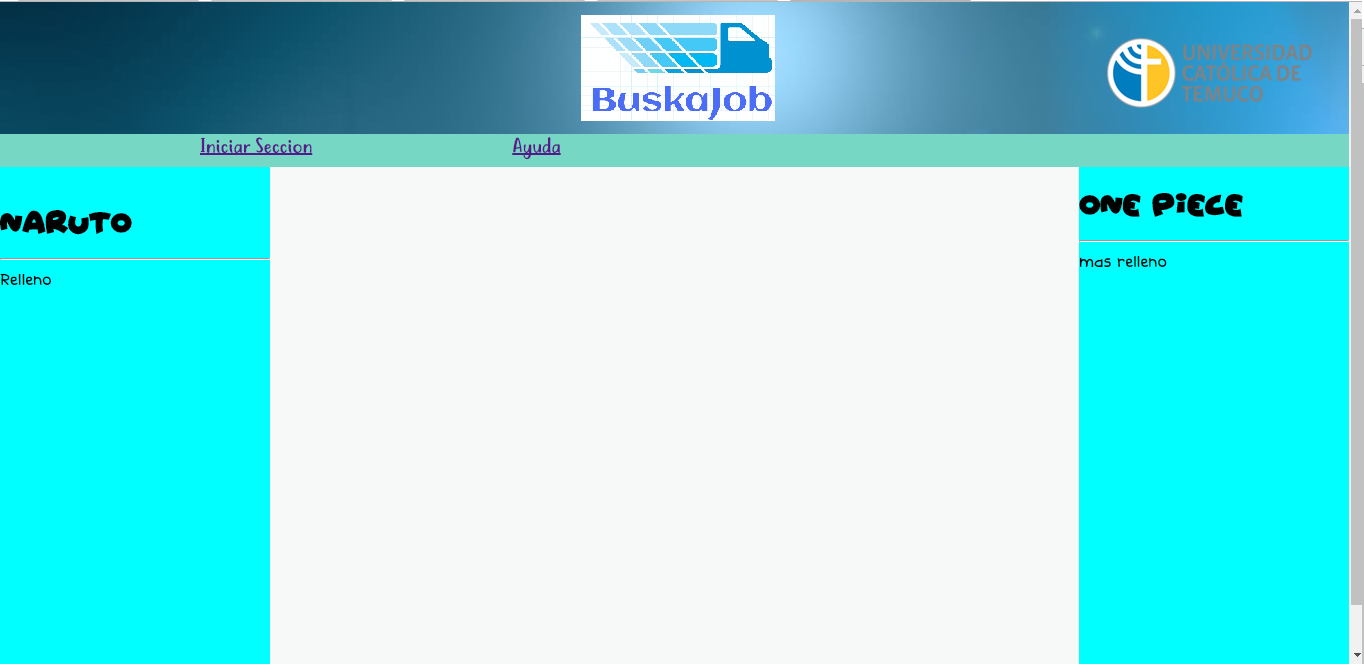 BuskaJob
UNIVERSIDAD
CATÓLICA DE
TEMUCO
Iniciar Seccion
Ayuda
NARUTO
Relleno
ONE PIECE
mas relleno